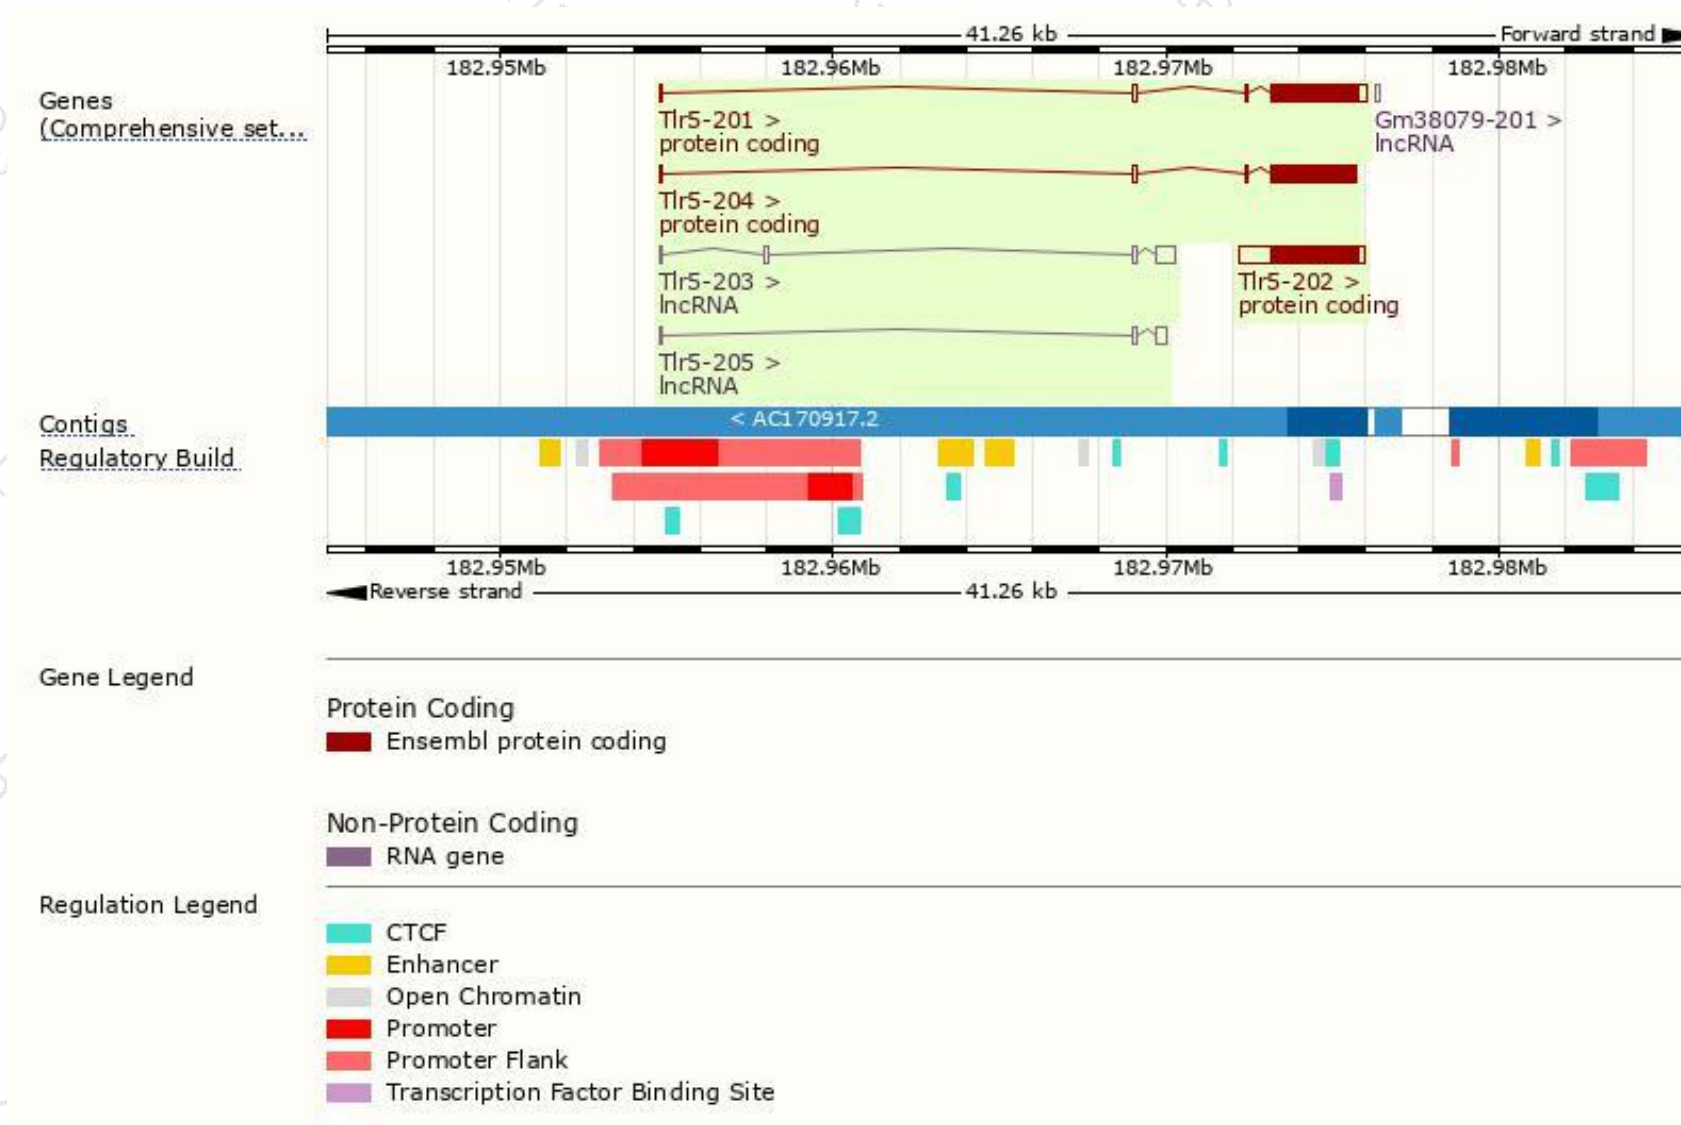 41.26 kb Forward strand
182.95Mb 182.96Mb 182.97Mb 182.98Mb
Genes
(Comprehensive set...
Tlr5-201 >
protein coding
Gm38079-201 >
lncRNA
Tlr5-204 >
protein coding
Tlr5-203 >
lncRNA
Tlr5-202 >
protein coding
Tlr5-205 >
lncRNA
Contigs
< AC170917.2
Regulatory Build
182.95Mb 182.96Mb 182.97Mb 182.98Mb
Reverse strand 41.26 kb
Gene Legend
Protein Coding
Ensembl protein coding
Non-Protein Coding
RNA gene
Regulation Legend
CTCF
Enhancer
Open Chromatin
Promoter
Promoter Flank
Transcription Factor Binding Site